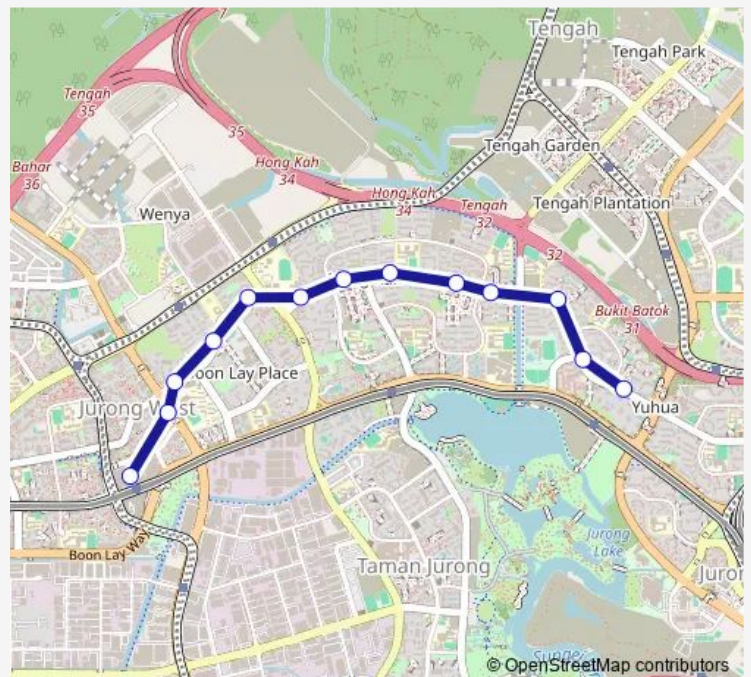 Tengah
Tengah Park
Tengah
35
35
Tengah Garden
Hong Kah
34
Bahar
36
Hong Kah
34
Tengah
32
Tengah Plantation
Wenya
32
Bukit Batok
31
oon Lay Place
Jurong West
Yuhua
Jurong
Lake
Boon Lay Way
Taman Jurong
Juron
© OpenStreetMap contributors